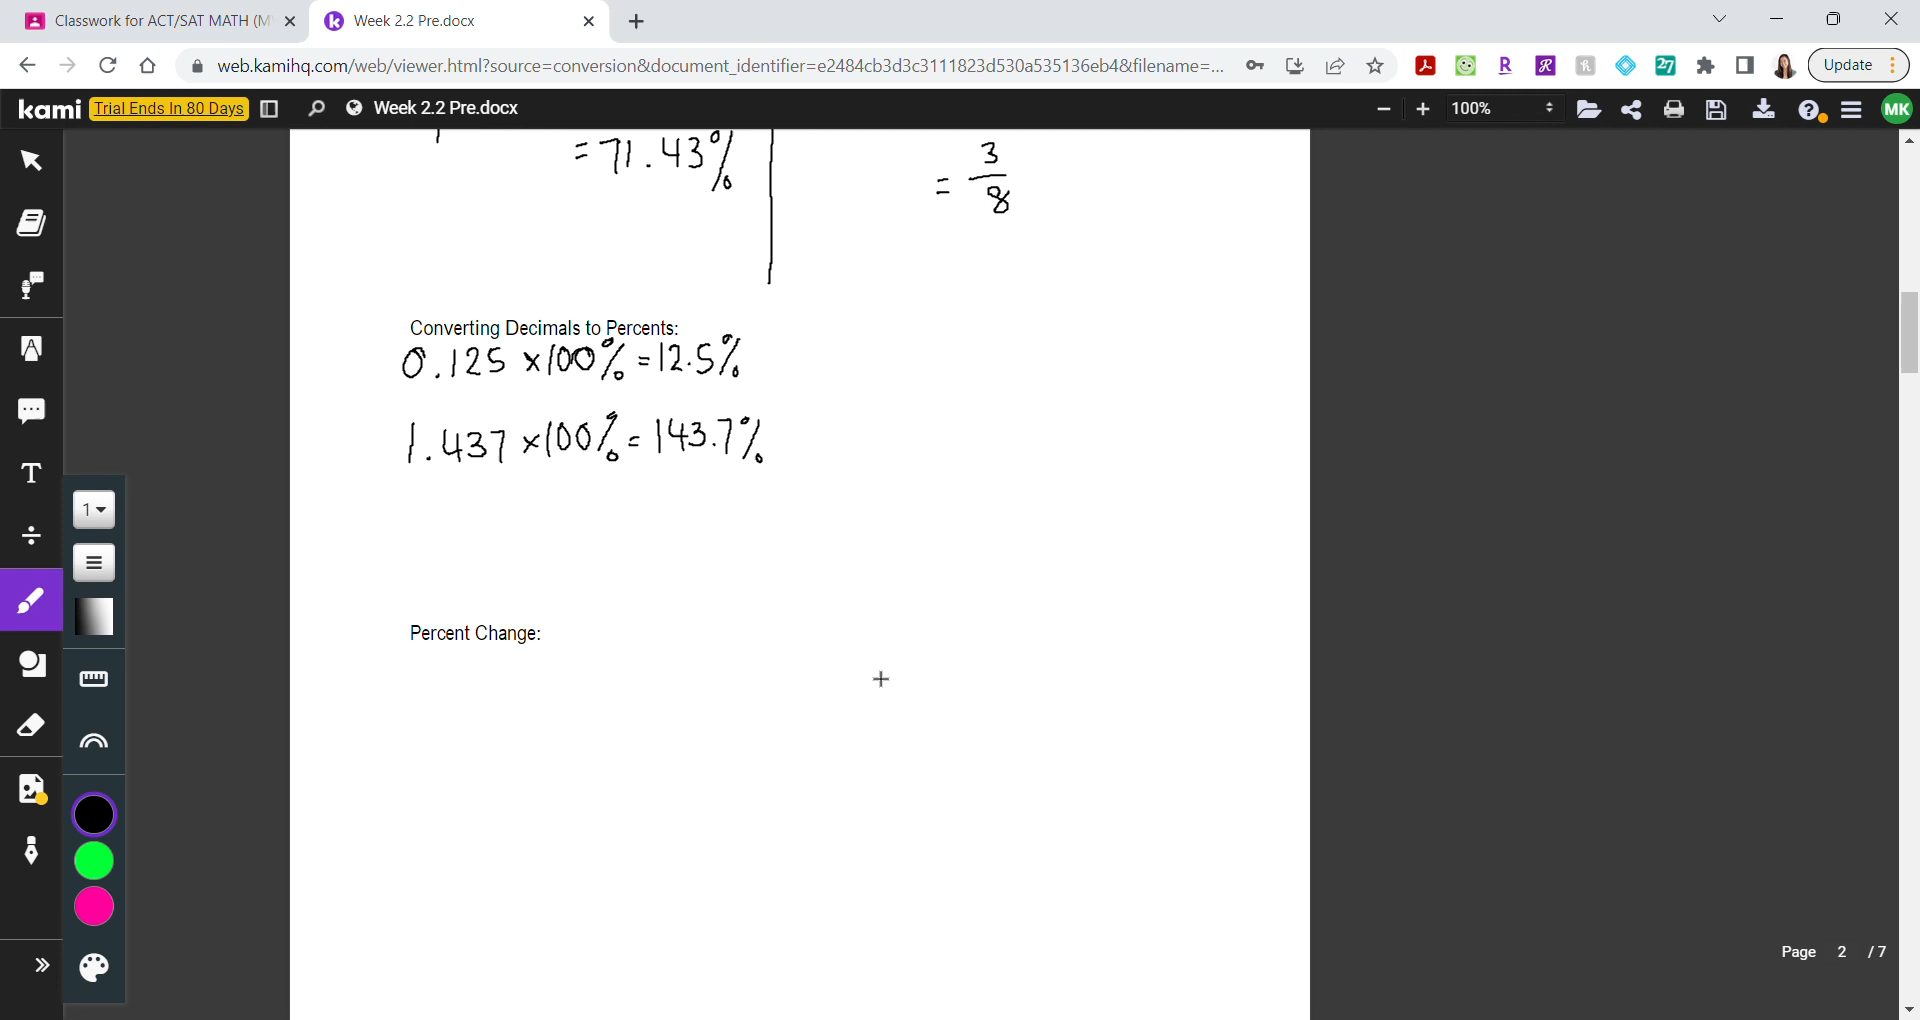 Classwork for ACT/SAT MATH (M
Week 2.2 Pre.docx
web.kamihq.com/web/viewer.html?source=conversion&document_identifier=e2484cb3d3c3111823d530a535136eb4&filename=...
Update
kami Trial Ends In 80 Days Week 2.2 Pre.docx 100% MK
= 71.43%
= 3/8
Converting Decimals to Percents:
0.125 x100% = 12.5%
1.437 x100% = 143.7%
1
Percent Change:
Page 2 / 7